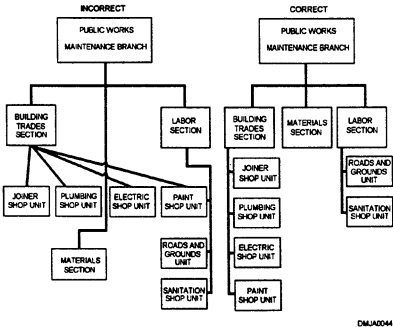 INCORRECT
PUBLIC WORKS
MAINTENANCE BRANCH
BUILDING
TRADES
SECTION
LABOR
SECTION
JOINER
SHOP UNIT
PLUMBING
SHOP UNIT
ELECTRIC
SHOP UNIT
PAINT
SHOP UNIT
MATERIALS
SECTION
ROADS AND
GROUNDS
UNIT
SANITATION
SHOP UNIT
CORRECT
PUBLIC WORKS
MAINTENANCE BRANCH
BUILDING
TRADES
SECTION
MATERIALS
SECTION
LABOR
SECTION
JOINER
SHOP UNIT
PLUMBING
SHOP UNIT
ELECTRIC
SHOP UNIT
PAINT
SHOP UNIT
ROADS AND
GROUNDS
UNIT
SANITATION
SHOP UNIT
DMJA0044